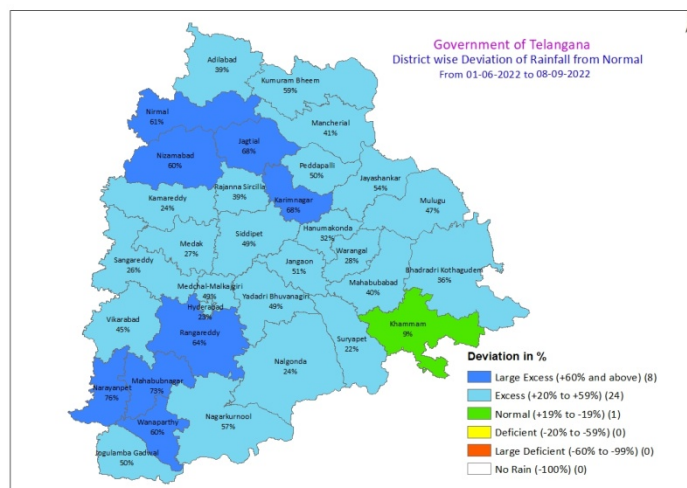 Government of Telangana
District wise Deviation of Rainfall from Normal
From 01-06-2022 to 08-09-2022
Adilabad
39%
Kumuram Bheem
59%
Nirmal
61%
Mancherial
41%
Jagtial
68%
Nizamabad
60%
Peddapalli
50%
Jayashankar
54%
Rajanna Sircilla
39%
Karimnagar
68%
Kamareddy
24%
Mulugu
47%
Hanumakonda
32%
Siddipet
49%
Medak
27%
Warangal
28%
Jangaon
51%
Sangareddy
26%
Bhadradri Kothagudem
36%
Mahabubabad
40%
Medchal-Malkajgiri
49%
Yadadri Bhuvanagiri
49%
Hyderabad
23%
Vikarabad
45%
Rangareddy
64%
Khammam
9%
Suryapet
22%
Nalgonda
24%
Mahabubnagar
73%
Narayanpet
76%
Nagarkurnool
57%
Wanaparthy
60%
Jogulamba Gadwal
50%
Deviation in %
Large Excess (+60% and above) (8)
Excess (+20% to +59%) (24)
Normal (+19% to -19%) (1)
Deficient (-20% to -59%) (0)
Large Deficient (-60% to -99%) (0)
No Rain (-100%) (0)